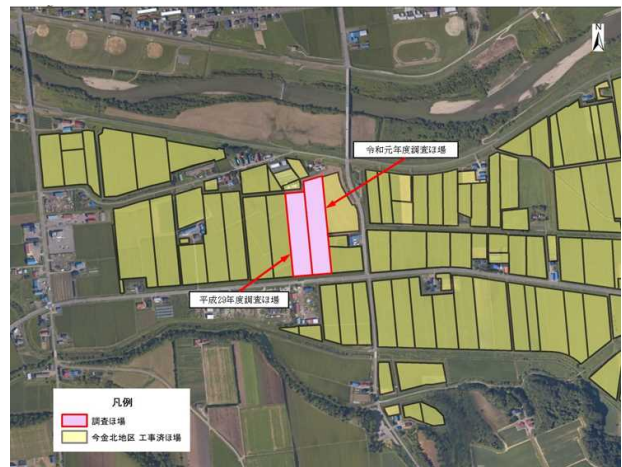 N
令和元年度調査ほ場
平成29年度調査ほ場
凡例
調査ほ場
今金北地区 工事済ほ場